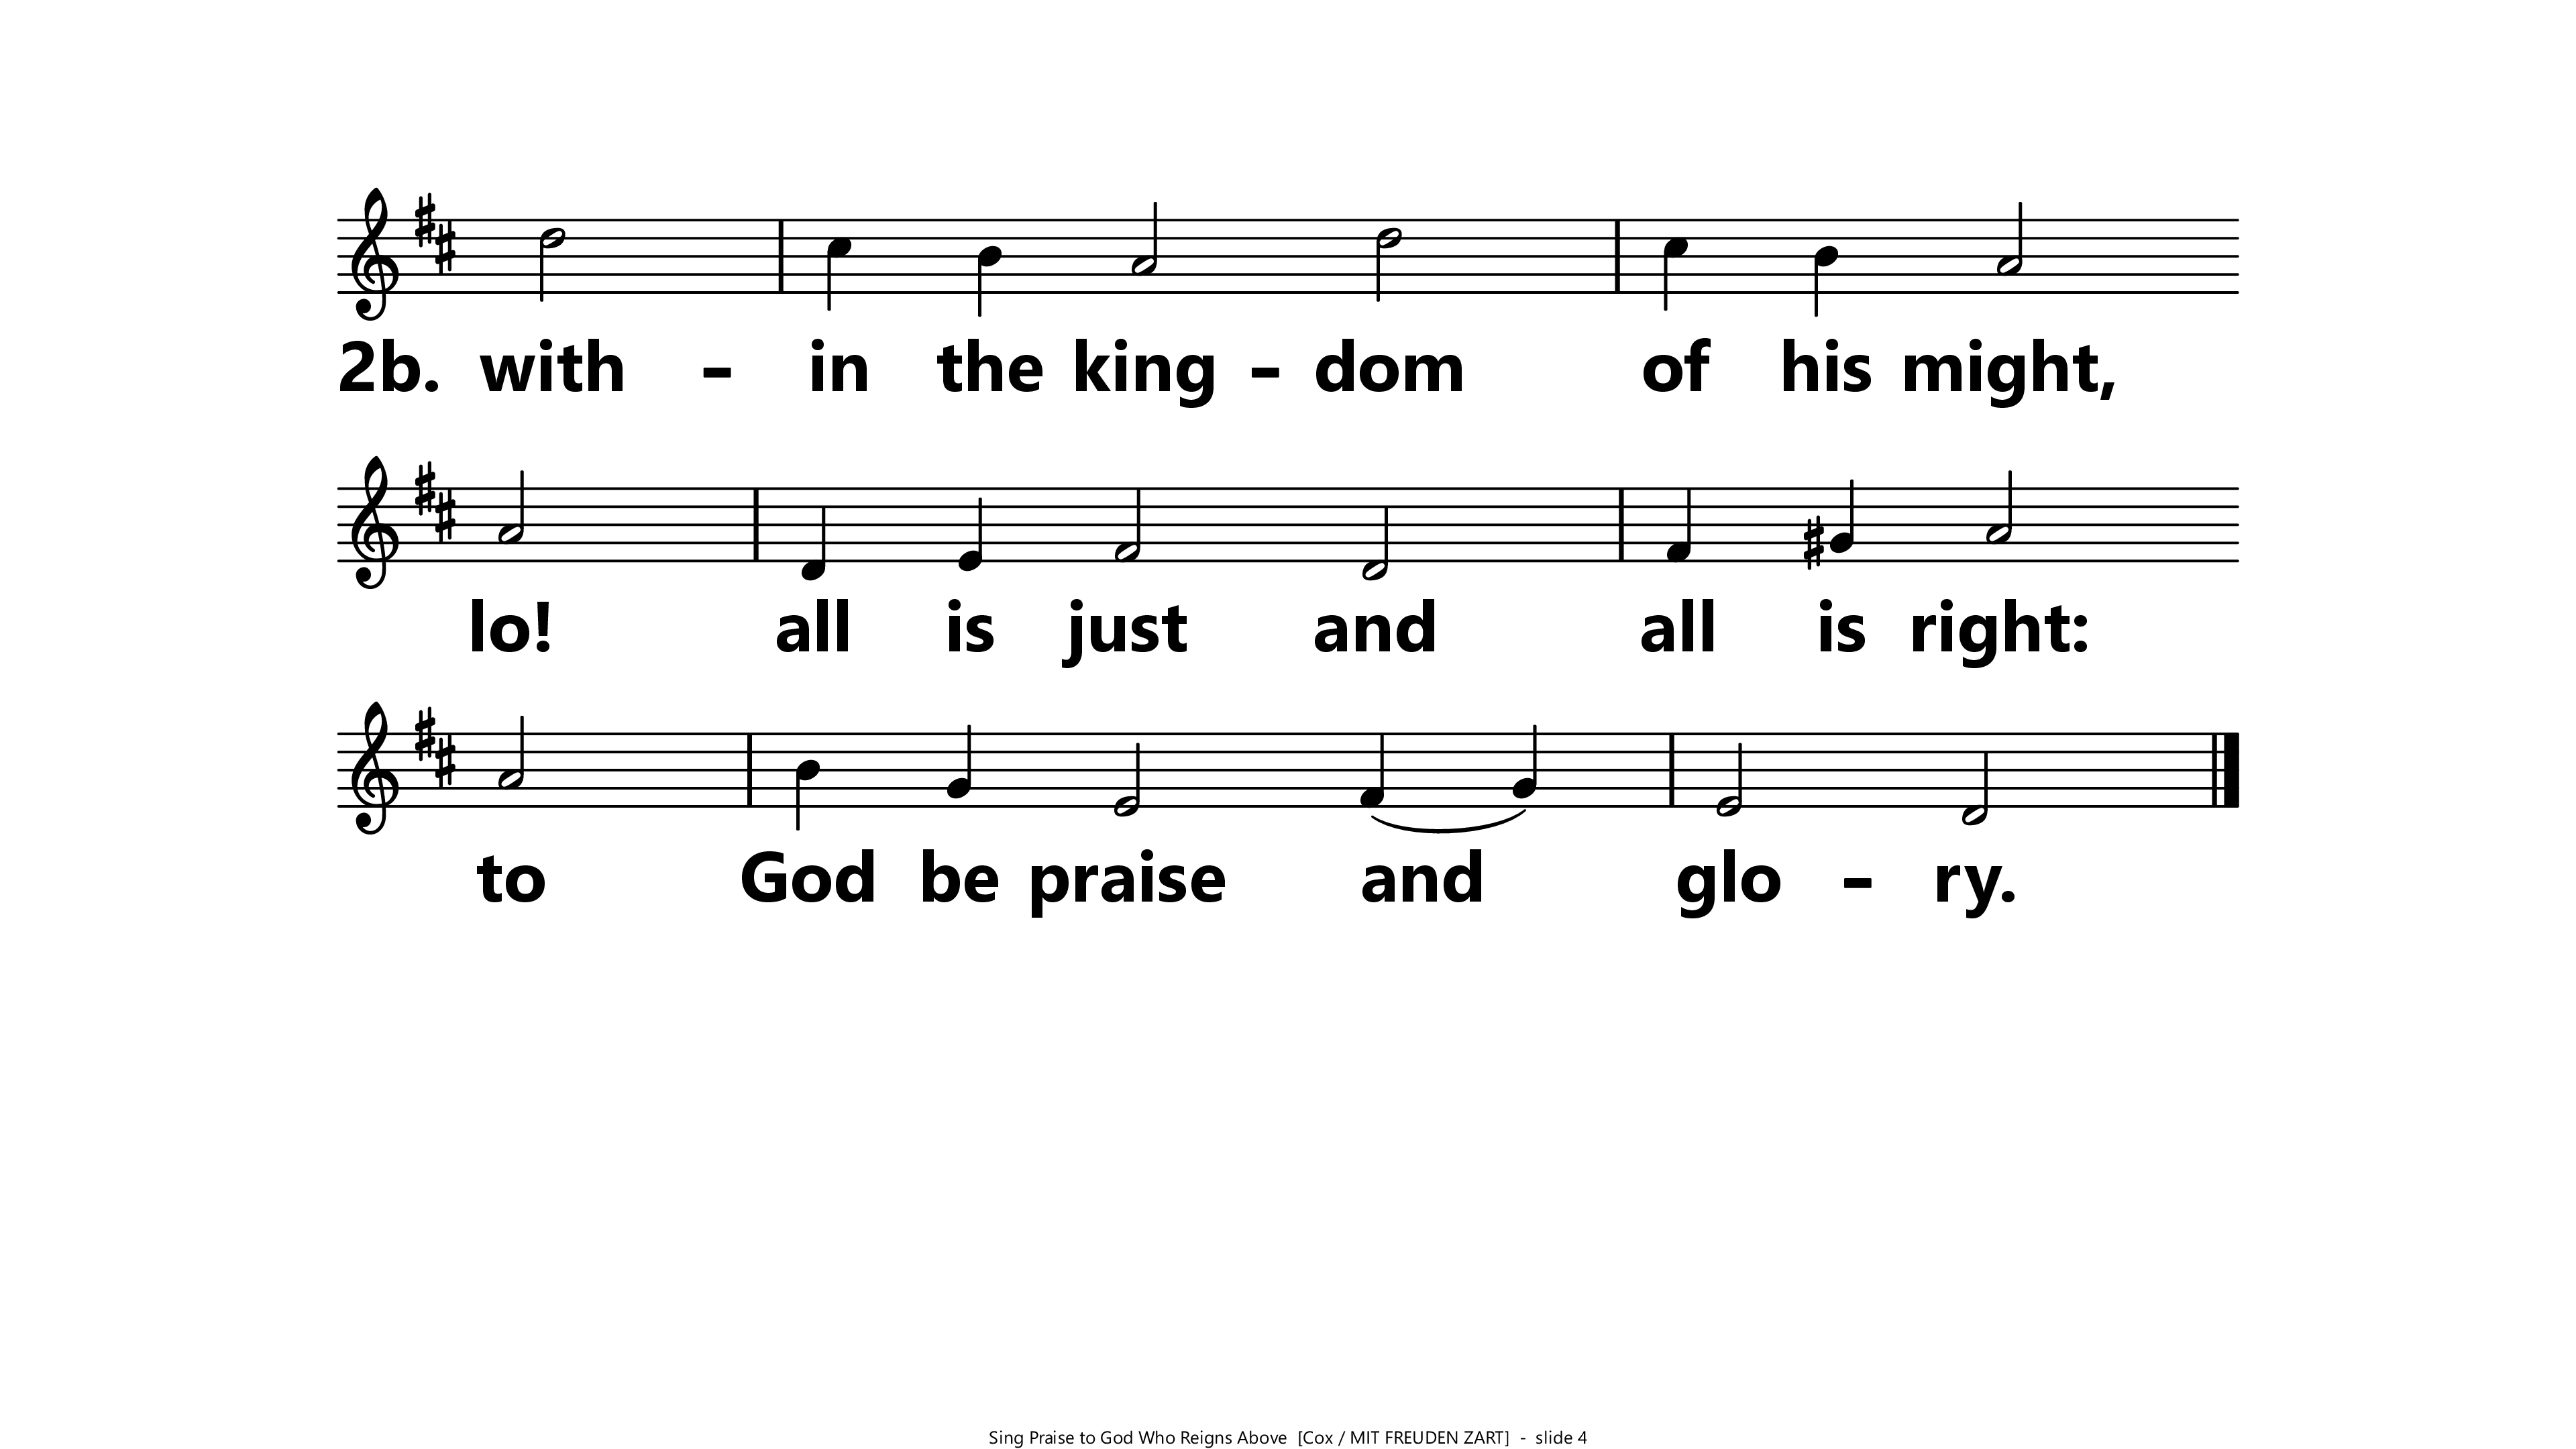 2b. with - in the king - dom of his might,
lo! all is just and all is right:
to God be praise and glo - ry.
Sing Praise to God Who Reigns Above [Cox / MIT FREUDEN ZART] - slide 4